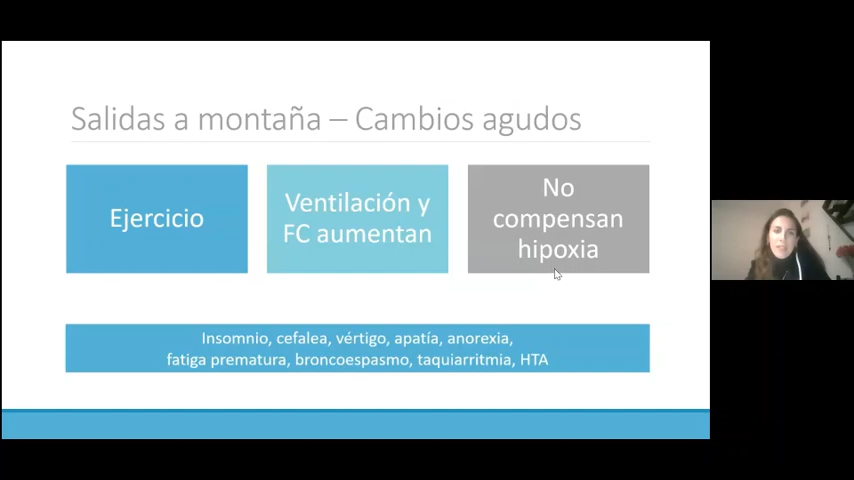 Salidas a montaña – Cambios agudos
Ejercicio
Ventilación y
FC aumentan
No
compensan
hipoxia
Insomnio, cefalea, vértigo, apatía, anorexia,
fatiga prematura, broncoespasmo, taquiarritmia, HTA